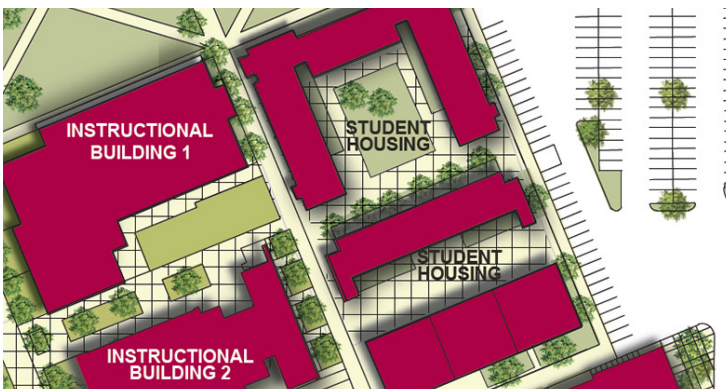 INSTRUCTIONAL
BUILDING 1
STUDENT
HOUSING
STUDENT
HOUSING
INSTRUCTIONAL
BUILDING 2